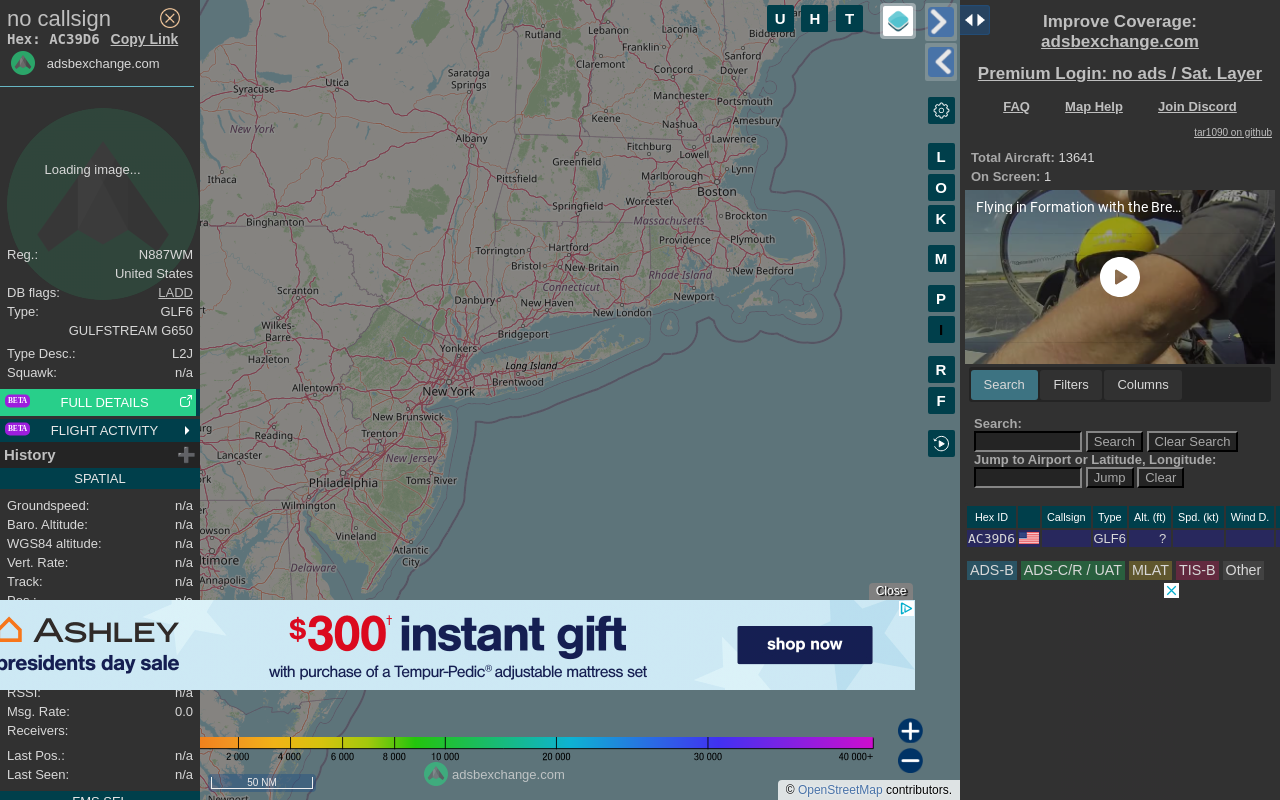 no callsign
Hex: AC39D6 Copy Link
adsbexchange.com
Loading image...
Reg.: N887WM
United States
DB flags: LADD
Type: GLF6
GULFSTREAM G650
Type Desc.: L2J
Squawk: n/a
BETA FULL DETAILS
BETA FLIGHT ACTIVITY
History
SPATIAL
Groundspeed: n/a
Baro. Altitude: n/a
WGS84 altitude: n/a
Vert. Rate: n/a
Track: n/a
Pos.: n/a
RSSI: n/a
Msg. Rate: 0.0
Receivers:
Last Pos.: n/a
Last Seen: n/a
FMS SEL
U H T
L
O
K
M
P
I
R
F
Rutland
Lebanon
Laconia
Franklin
Biddeford
Claremont
Sanford
Concord
Dover
Utica
Saratoga
Springs
Syracuse
Manchester
Portsmouth
Keene
Nashua
Amesbury
New York
Albany
Fitchburg
Lawrence
Greenfield
Lowell
Ithaca
Pittsfield
Marlborough
Lynn
Boston
Worcester
Springfield
Binghamton
Massachusetts
Brockton
Torrington
Hartford
Providence
Plymouth
Bristol
New Britain
Rhode Island
New Bedford
Connecticut
Scranton
Danbury
New Haven
Newport
New London
Wilkes-
Barre
Bridgeport
Yonkers
Hazleton
Long Island
Brentwood
Allentown
New York
New Brunswick
Reading
Trenton
Lancaster
New Jersey
Philadelphia
Toms River
Wilmington
Vineland
Atlantic
City
Annapolis
Delaware
Close
ASHLEY
presidents day sale
$300† instant gift
with purchase of a Tempur-Pedic® adjustable mattress set
shop now
2 000 4 000 6 000 8 000 10 000 20 000 30 000 40 000+
adsbexchange.com
50 NM
Newport
© OpenStreetMap contributors.
Improve Coverage:
adsbexchange.com
Premium Login: no ads / Sat. Layer
FAQ Map Help Join Discord
tar1090 on github
Total Aircraft: 13641
On Screen: 1
Flying in Formation with the Bre...
Search Filters Columns
Search:
Search Clear Search
Jump to Airport or Latitude, Longitude:
Jump Clear
Hex ID Callsign Type Alt. (ft) Spd. (kt) Wind D.
AC39D6 GLF6 ?
ADS-B ADS-C/R / UAT MLAT TIS-B Other